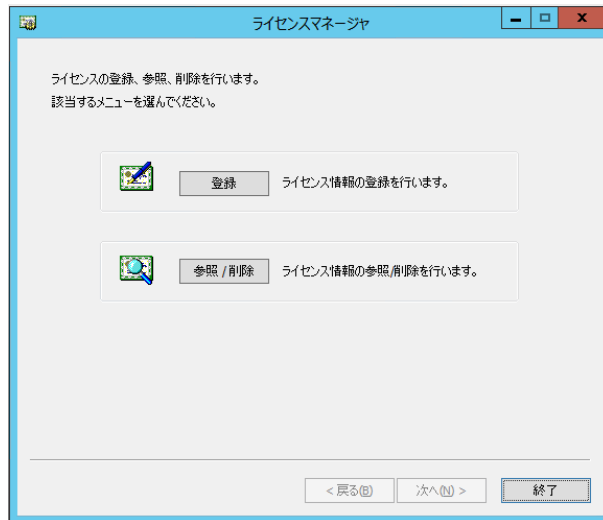 ライセンスマネージャ
ライセンスの登録、参照、削除を行います。
該当するメニューを選んでください。
登録
ライセンス情報の登録を行います。
参照 / 削除
ライセンス情報の参照/削除を行います。
< 戻る(B)
次へ(N) >
終了